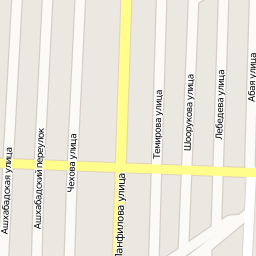 Ашхабадская улица
Ашхабадский переулок
Чехова улица
Панфилова улица
Темирова улица
Шоорукова улица
Лебедева улица
Абая улица